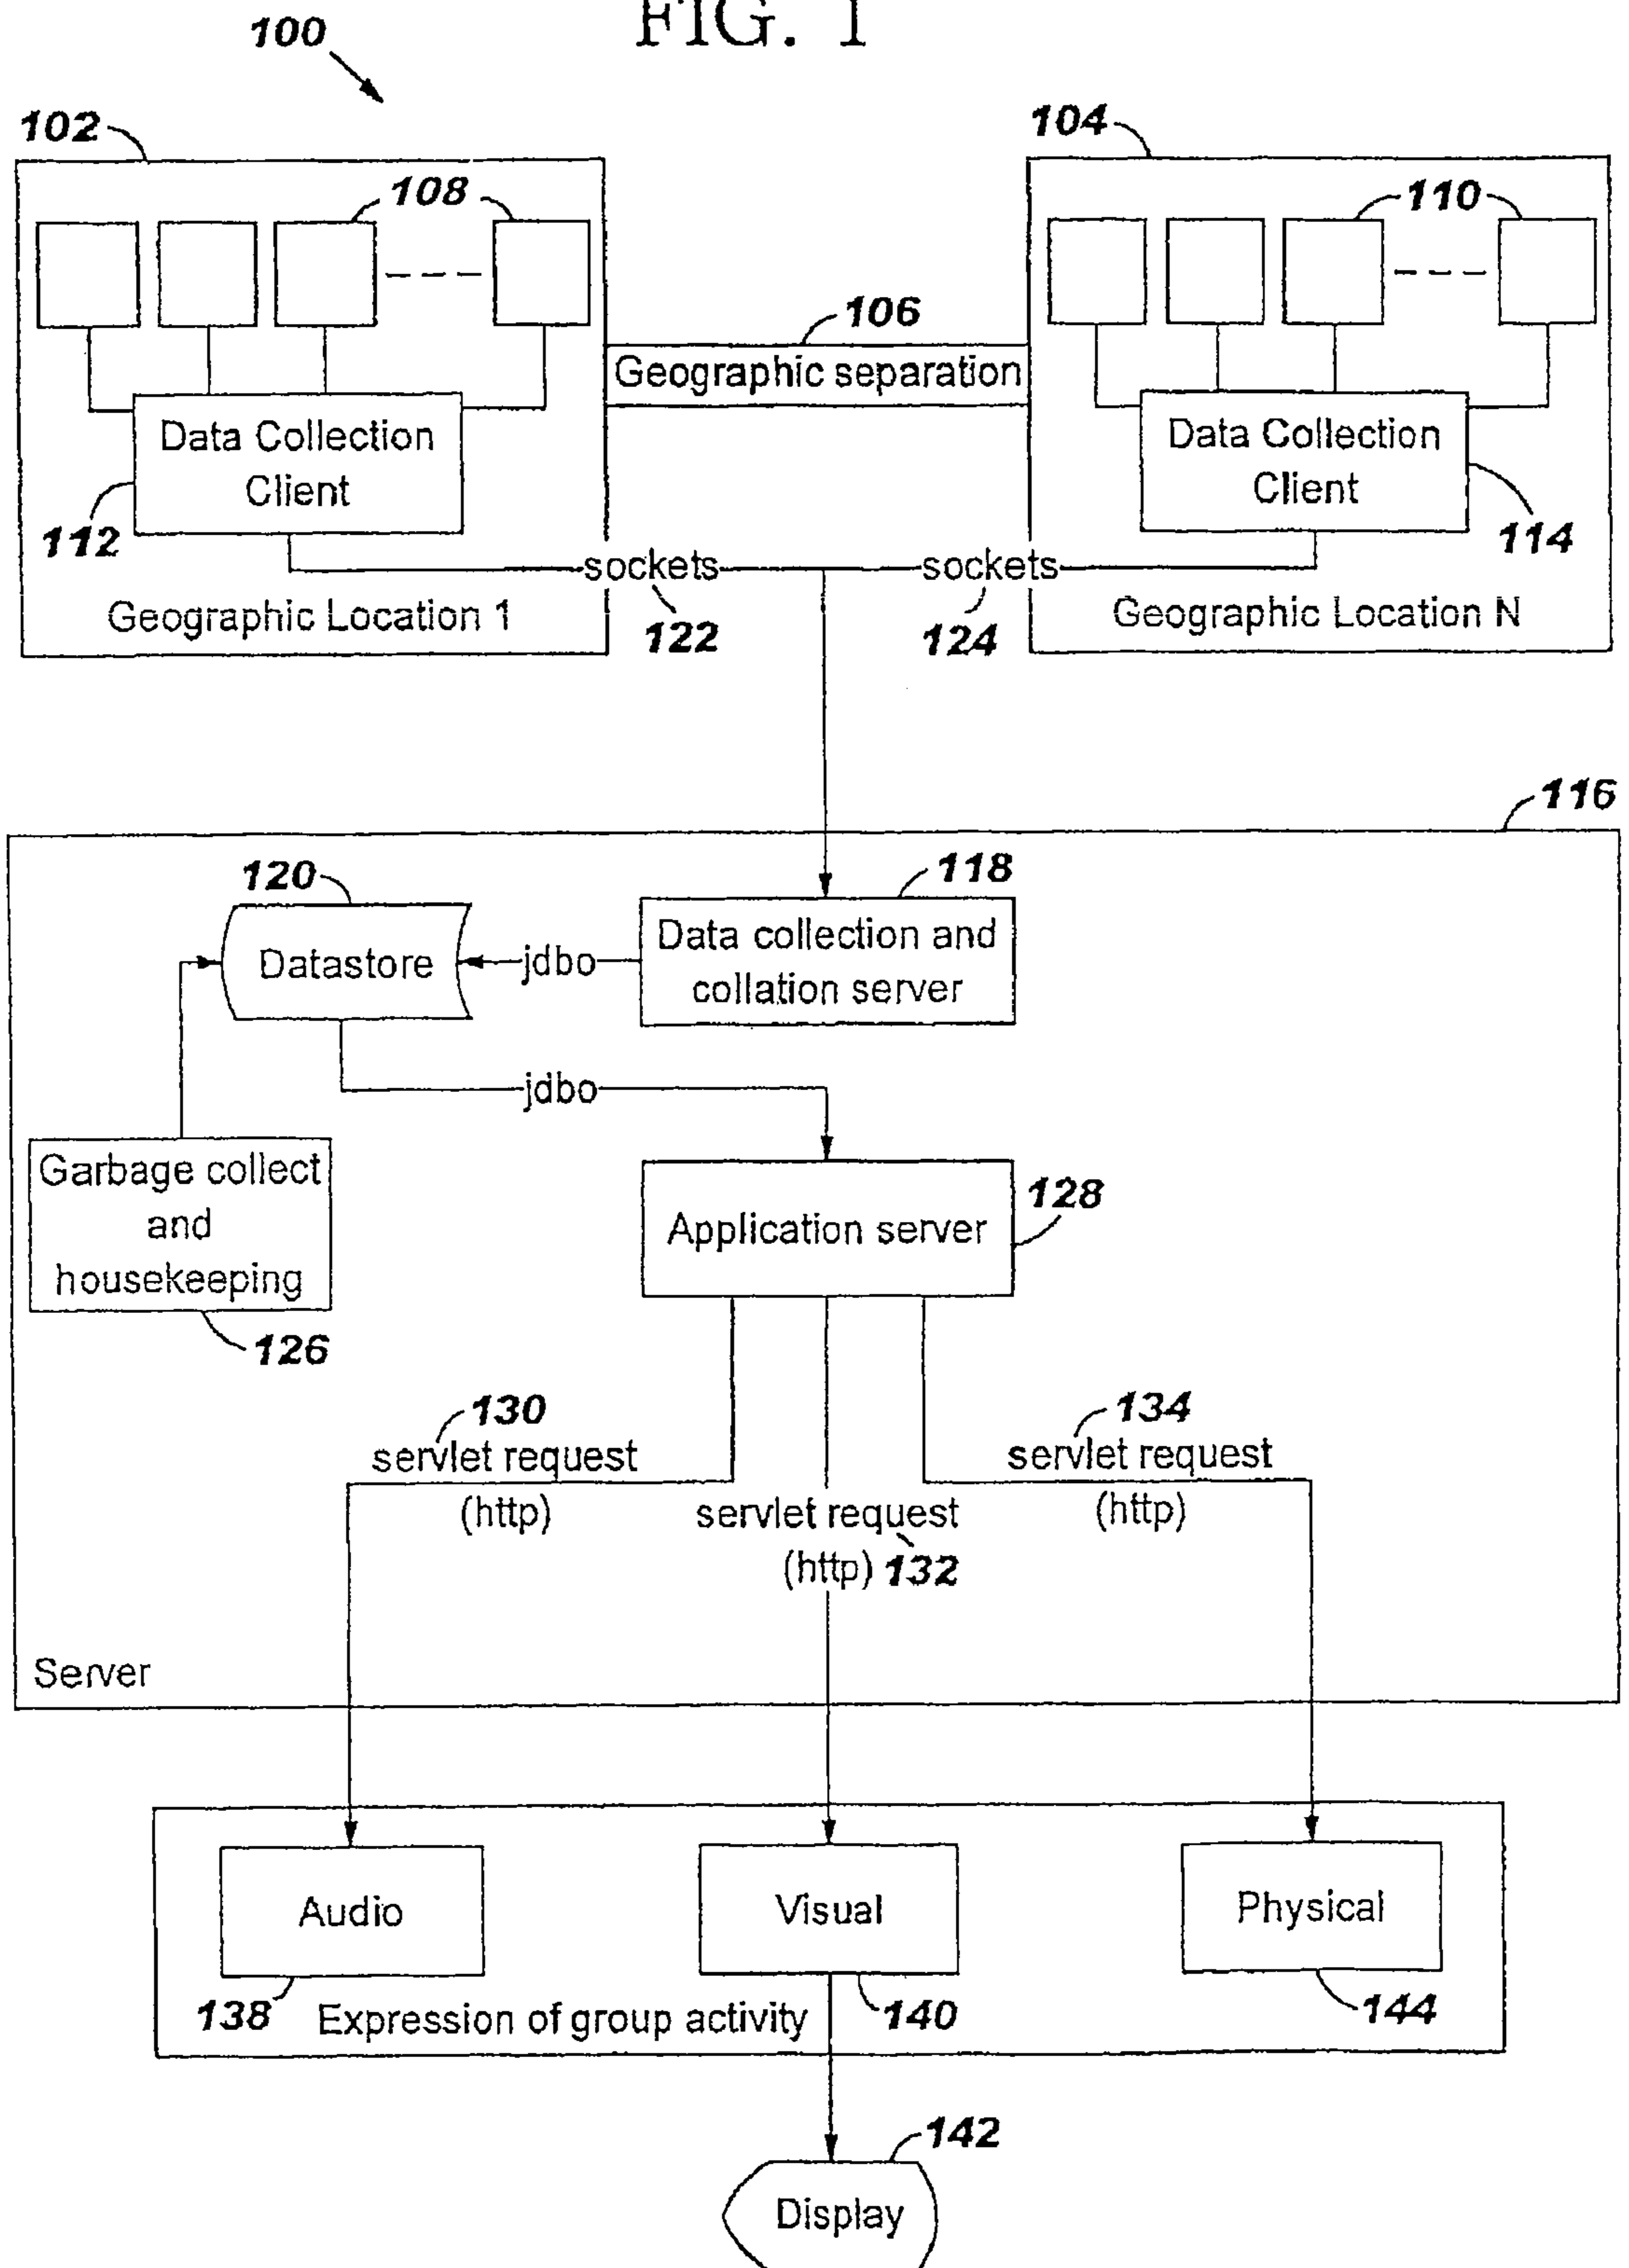 FIG. 1
100
102
104
108
110
106
Geographic separation
Data Collection
Client
Data Collection
Client
112
114
sockets
sockets
122
124
Geographic Location 1
Geographic Location N
116
120
118
Datastore
jdbo
Data collection and
collation server
jdbo
Garbage collect
and
housekeeping
126
Application server
128
130
servlet request
(http)
servlet request
(http) 132
134
servlet request
(http)
Server
Audio
Visual
Physical
138
140
144
Expression of group activity
142
Display